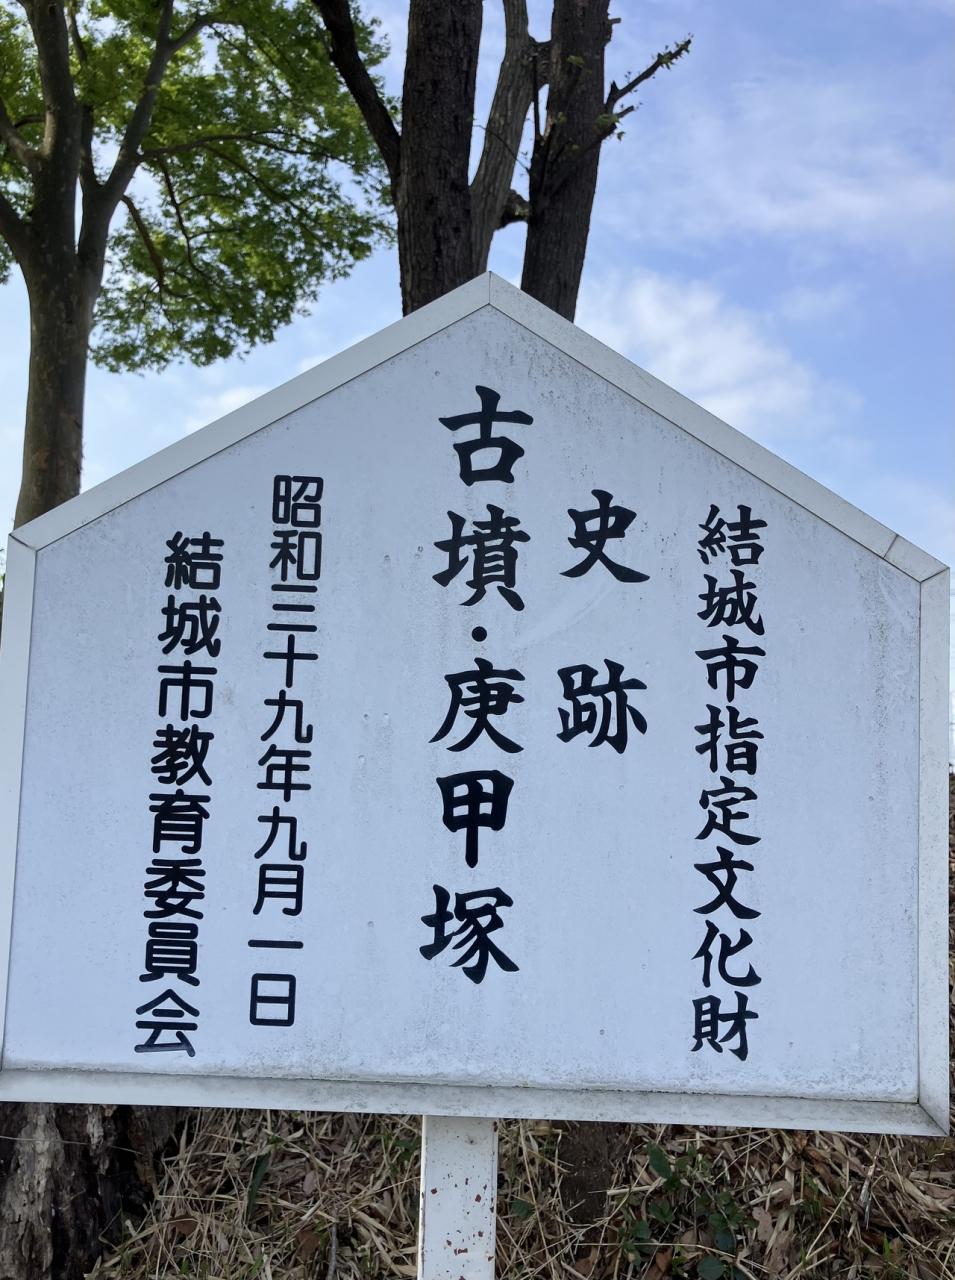 結城市指定文化財
史跡
古墳・庚甲塚
昭和三十九年九月一日
結城市教育委員会